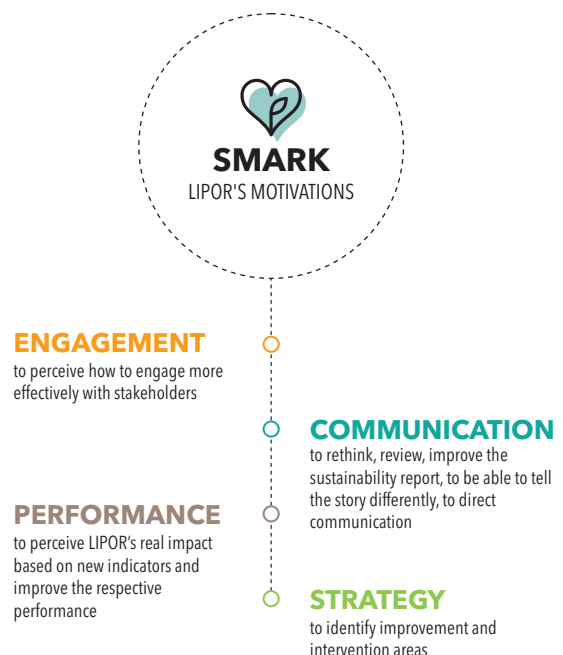 SMARK
LIPOR'S MOTIVATIONS
ENGAGEMENT
to perceive how to engage more
effectively with stakeholders
COMMUNICATION
to rethink, review, improve the
sustainability report, to be able to tell
the story differently, to direct
communication
PERFORMANCE
to perceive LIPOR’s real impact
based on new indicators and
improve the respective
performance
STRATEGY
to identify improvement and
intervention areas